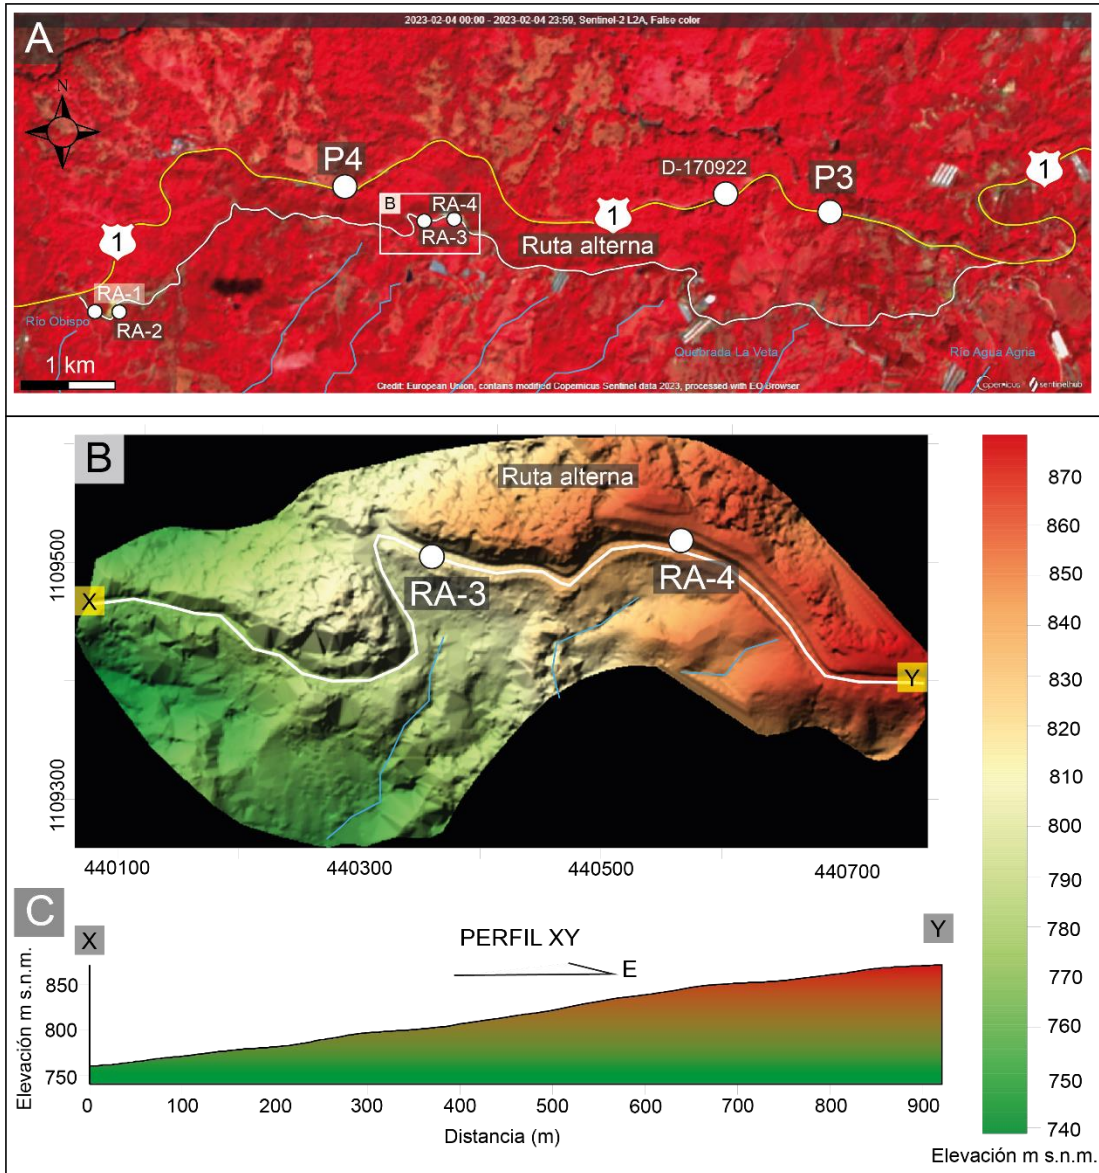 A
2023-02-04 00:00 - 2023-02-04 23:59, Sentinel-2 L2A, False color
N
P4
D-170922
P3
1
B
RA-4
RA-3
1
1
Ruta alterna
RA-1
RA-2
Río Obispo
Quebrada La Veta
Río Agua Agria
1 km
Credit: European Union, contains modified Copernicus Sentinel data 2023, processed with EO Browser
opernicus
sentinelhub
B
Ruta alterna
RA-3
RA-4
X
Y
1109500
1109300
440100
440300
440500
440700
870
860
850
840
830
820
810
800
790
780
770
760
750
740
Elevación m s.n.m.
C
X
Y
PERFIL XY
E
Elevación m s.n.m.
850
800
750
0
100
200
300
400
500
600
700
800
900
Distancia (m)